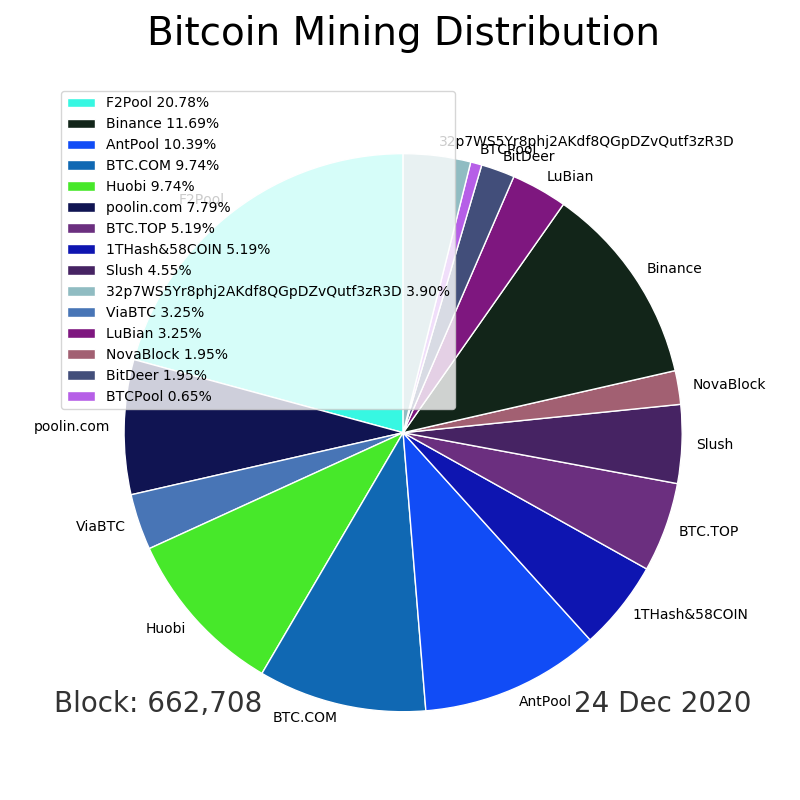 Bitcoin Mining Distribution
F2Pool 20.78%
Binance 11.69%
AntPool 10.39%
BTC.COM 9.74%
Huobi 9.74%
poolin.com 7.79%
BTC.TOP 5.19%
1THash&58COIN 5.19%
Slush 4.55%
32p7WS5Yr8phj2AKdf8QGpDZvQutf3zR3D 3.90%
ViaBTC 3.25%
LuBian 3.25%
NovaBlock 1.95%
BitDeer 1.95%
BTCPool 0.65%
32p7WS5Yr8phj2AKdf8QGpDZvQutf3zR3D
BTCPool
BitDeer
LuBian
F2Pool
Binance
NovaBlock
poolin.com
Slush
ViaBTC
BTC.TOP
1THash&58COIN
Huobi
AntPool
BTC.COM
Block: 662,708
24 Dec 2020